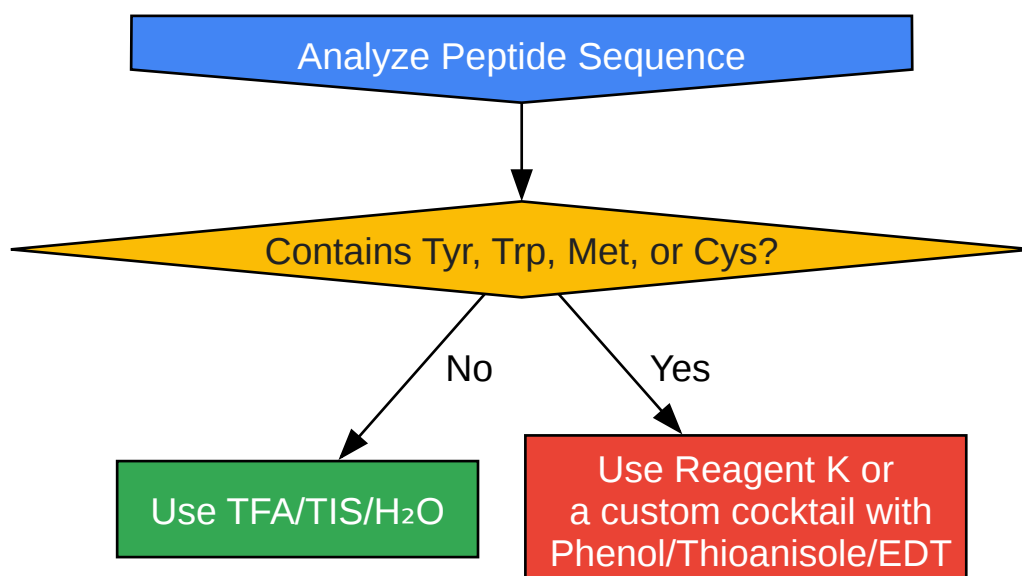 Analyze Peptide Sequence
Contains Tyr, Trp, Met, or Cys?
No
Yes
Use TFA/TIS/H₂O
Use Reagent K or
a custom cocktail with
Phenol/Thioanisole/EDT